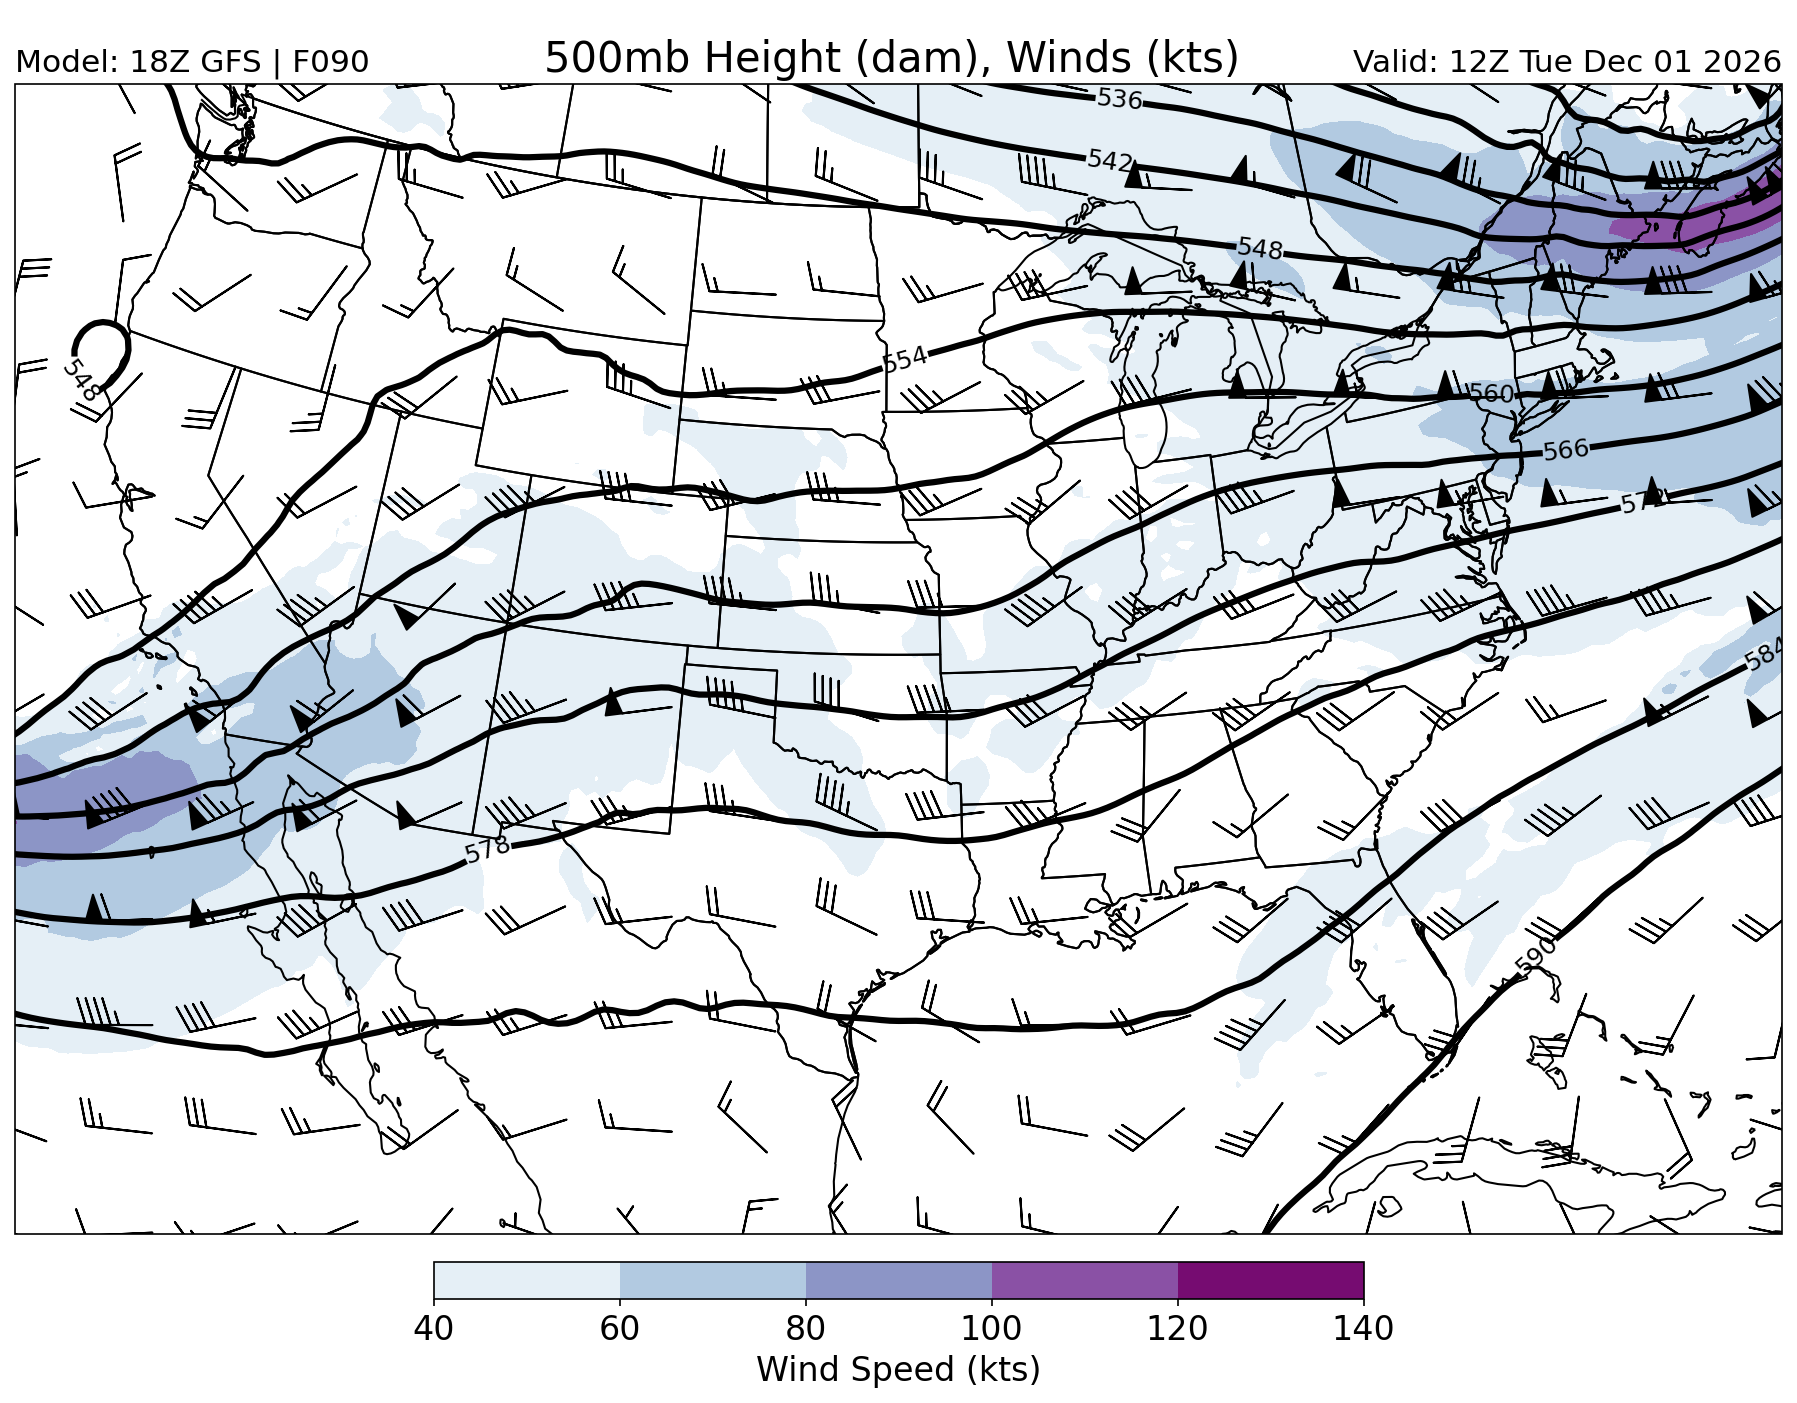 Model: 18Z GFS | F090
500mb Height (dam), Winds (kts)
Valid: 12Z Tue Dec 01 2026
536
542
548
548
554
560
566
572
584
578
590
40 60 80 100 120 140
Wind Speed (kts)